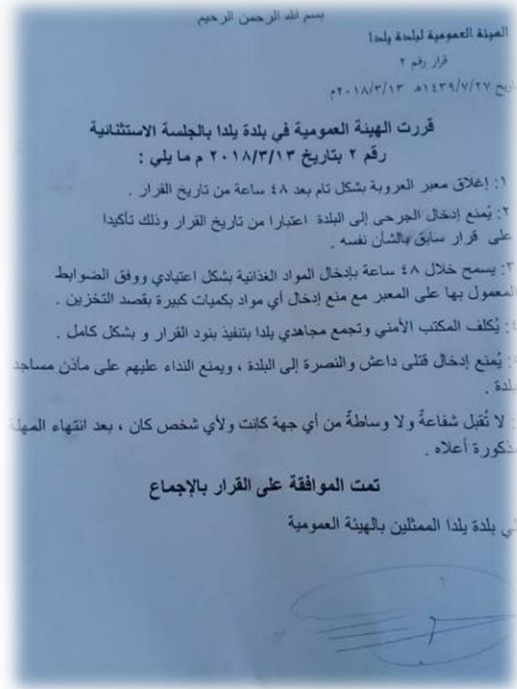 بسم الله الرحمن الرحيم
الهيئة العمومية لبلدة يلدا
قرار رقم ٢
١٤٣٩/٧/٢٧هـ ٢٠١٨/٣/١٣م
قررت الهيئة العمومية في بلدة يلدا بالجلسة الاستثنائية
رقم ٢ بتاريخ ٢٠١٨/٣/١٣ م ما يلي :
١: إغلاق معبر العروبة بشكل تام بعد ٤٨ ساعة من تاريخ القرار .
٢: يُمنع إدخال الجرحى إلى البلدة اعتبارا من تاريخ القرار وذلك تأكيدا
على قرار سابق بالشأن نفسه .
٣: يسمح خلال ٤٨ ساعة بإدخال المواد الغذائية بشكل اعتيادي ووفق الضوابط
المعمول بها على المعبر مع منع إدخال أي مواد بكميات كبيرة بقصد التخزين .
: يُكلف المكتب الأمني وتجمع مجاهدي يلدا بتنفيذ بنود القرار و بشكل كامل .
: يُمنع إدخال قتلى داعش والنصرة إلى البلدة ، ويمنع النداء عليهم على مآذن مساجد
بلدة .
: لا تُقبل شفاعةً ولا وساطةً من أي جهة كانت ولأي شخص كان ، بعد انتهاء المهلة
مذكورة أعلاه .
تمت الموافقة على القرار بالإجماع
بلدة يلدا الممثلين بالهيئة العمومية